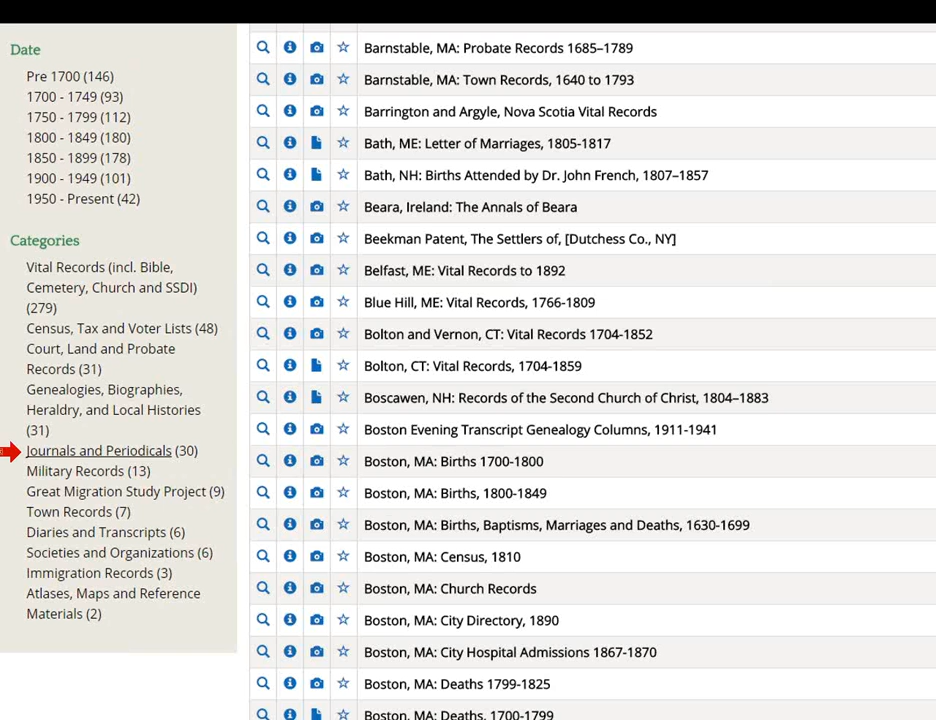 Date
Pre 1700 (146)
1700 - 1749 (93)
1750 - 1799 (112)
1800 - 1849 (180)
1850 - 1899 (178)
1900 - 1949 (101)
1950 - Present (42)
Categories
Vital Records (incl. Bible,
Cemetery, Church and SSDI)
(279)
Census, Tax and Voter Lists (48)
Court, Land and Probate
Records (31)
Genealogies, Biographies,
Heraldry, and Local Histories
(31)
Journals and Periodicals (30)
Military Records (13)
Great Migration Study Project (9)
Town Records (7)
Diaries and Transcripts (6)
Societies and Organizations (6)
Immigration Records (3)
Atlases, Maps and Reference
Materials (2)
Barnstable, MA: Probate Records 1685–1789
Barnstable, MA: Town Records, 1640 to 1793
Barrington and Argyle, Nova Scotia Vital Records
Bath, ME: Letter of Marriages, 1805-1817
Bath, NH: Births Attended by Dr. John French, 1807–1857
Beara, Ireland: The Annals of Beara
Beekman Patent, The Settlers of, [Dutchess Co., NY]
Belfast, ME: Vital Records to 1892
Blue Hill, ME: Vital Records, 1766-1809
Bolton and Vernon, CT: Vital Records 1704-1852
Bolton, CT: Vital Records, 1704-1859
Boscawen, NH: Records of the Second Church of Christ, 1804–1883
Boston Evening Transcript Genealogy Columns, 1911-1941
Boston, MA: Births 1700-1800
Boston, MA: Births, 1800-1849
Boston, MA: Births, Baptisms, Marriages and Deaths, 1630-1699
Boston, MA: Census, 1810
Boston, MA: Church Records
Boston, MA: City Directory, 1890
Boston, MA: City Hospital Admissions 1867-1870
Boston, MA: Deaths 1799-1825
Boston, MA: Deaths, 1700-1799